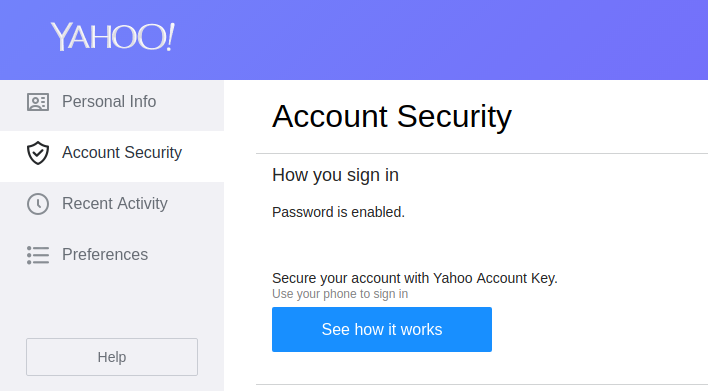 YAHOO!
Personal Info
Account Security
Recent Activity
Preferences
Help
Account Security
How you sign in
Password is enabled.
Secure your account with Yahoo Account Key.
Use your phone to sign in
See how it works